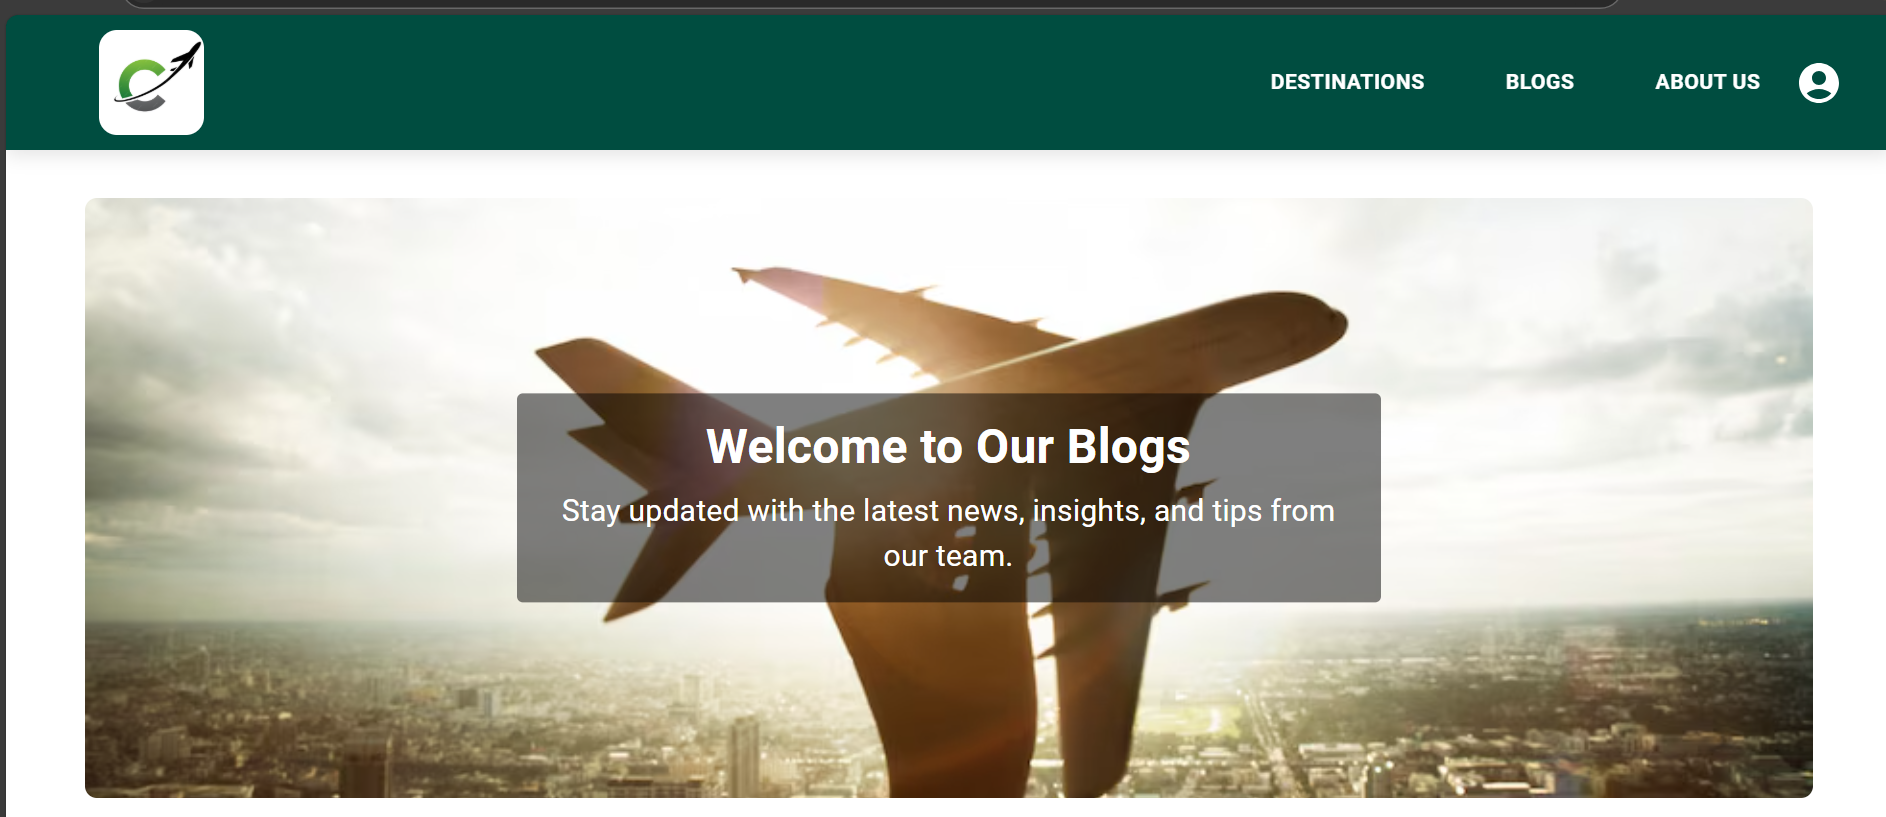 DESTINATIONS BLOGS ABOUT US
Welcome to Our Blogs
Stay updated with the latest news, insights, and tips from
our team.